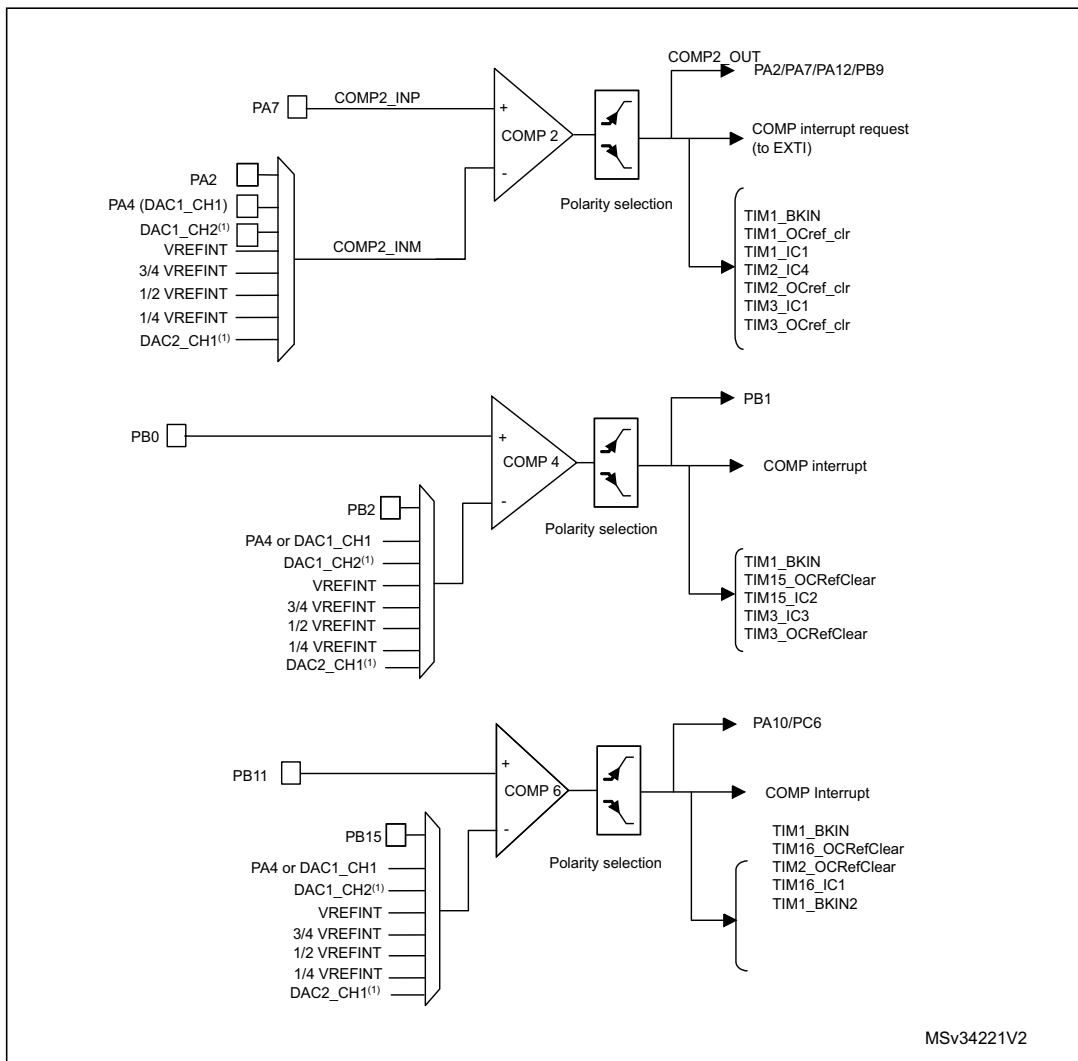 COMP2_OUT
PA2/PA7/PA12/PB9
PA7
COMP2_INP
+
COMP 2
-
COMP interrupt request
(to EXTI)
Polarity selection
PA2
PA4 (DAC1_CH1)
DAC1_CH2(1)
VREFINT
3/4 VREFINT
1/2 VREFINT
1/4 VREFINT
DAC2_CH1(1)
COMP2_INM
TIM1_BKIN
TIM1_OCref_clr
TIM1_IC1
TIM2_IC4
TIM2_OCref_clr
TIM3_IC1
TIM3_OCref_clr
PB1
PB0
+
COMP 4
-
COMP interrupt
Polarity selection
PB2
PA4 or DAC1_CH1
DAC1_CH2(1)
VREFINT
3/4 VREFINT
1/2 VREFINT
1/4 VREFINT
DAC2_CH1(1)
TIM1_BKIN
TIM15_OCRefClear
TIM15_IC2
TIM3_IC3
TIM3_OCRefClear
PA10/PC6
PB11
+
COMP 6
-
COMP Interrupt
Polarity selection
PB15
PA4 or DAC1_CH1
DAC1_CH2(1)
VREFINT
3/4 VREFINT
1/2 VREFINT
1/4 VREFINT
DAC2_CH1(1)
TIM1_BKIN
TIM16_OCRefClear
TIM2_OCRefClear
TIM16_IC1
TIM1_BKIN2
MSv34221V2